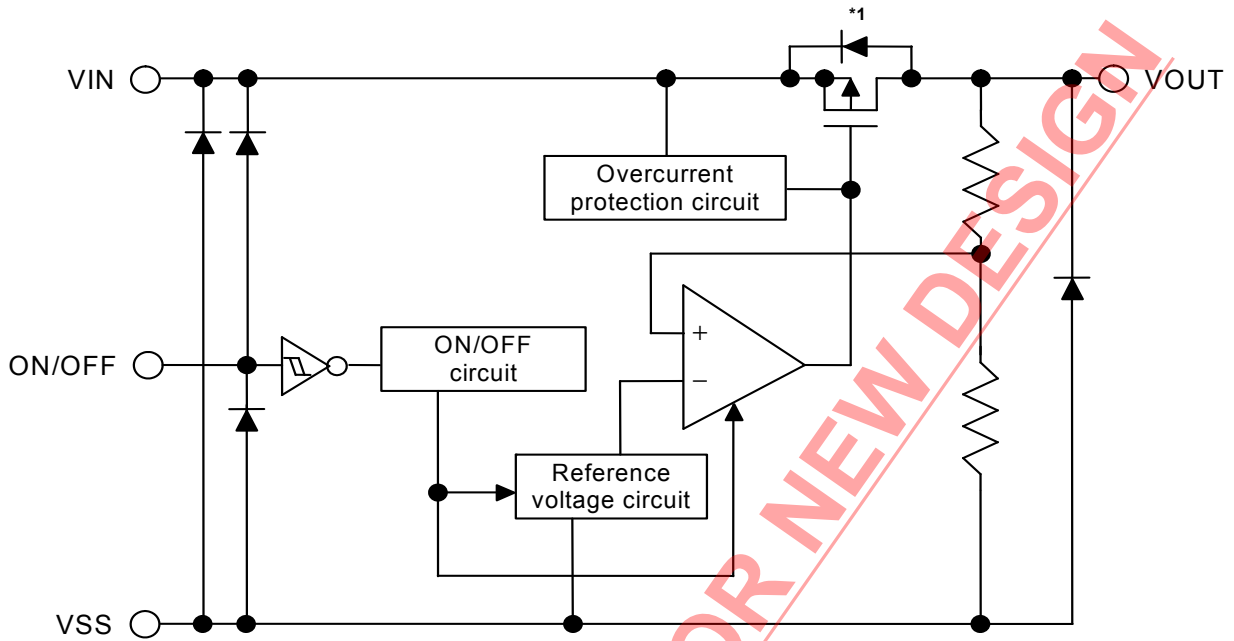 *1
VIN
VOUT
Overcurrent
protection circuit
+
ON/OFF
ON/OFF
circuit
−
Reference
voltage circuit
VSS
OR NEW DESIGN